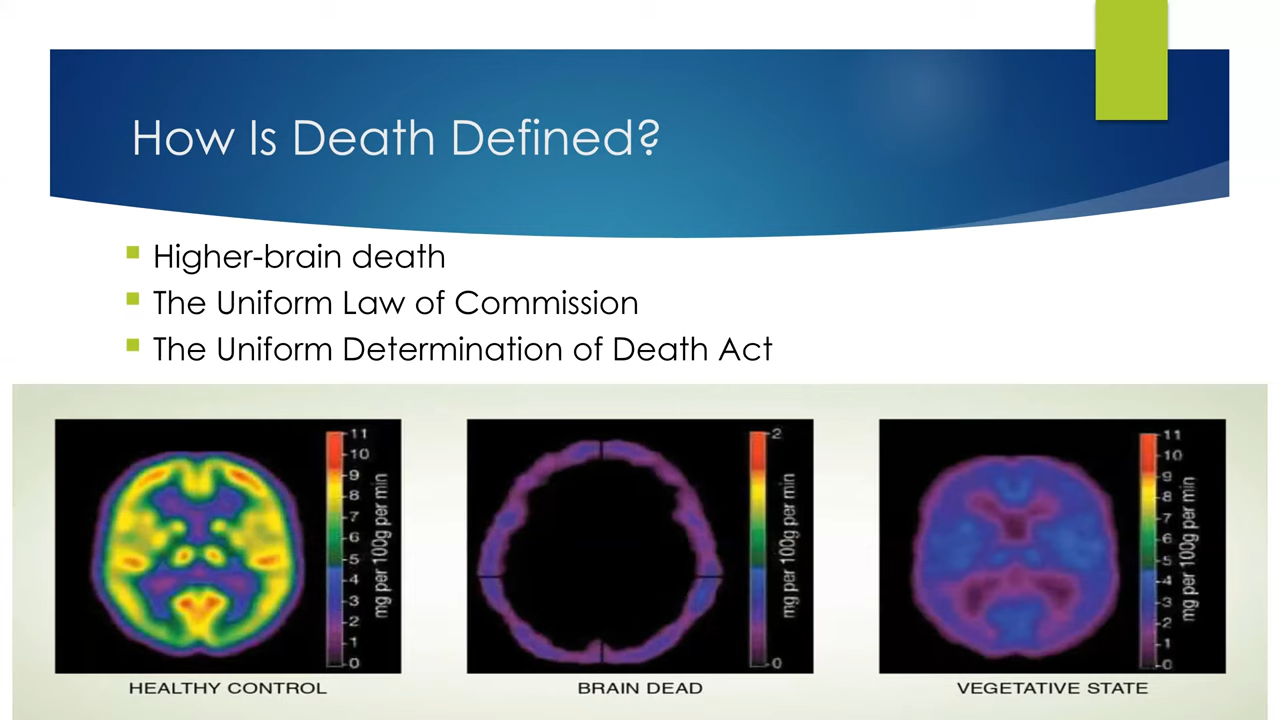 How Is Death Defined?
Higher-brain death
The Uniform Law of Commission
The Uniform Determination of Death Act
11
10
9
8
7
6
5
4
3
2
1
0
mg per 100g per min
HEALTHY CONTROL
2
0
mg per 100g per min
BRAIN DEAD
11
10
9
8
7
6
5
4
3
2
1
0
mg per 100g per min
VEGETATIVE STATE